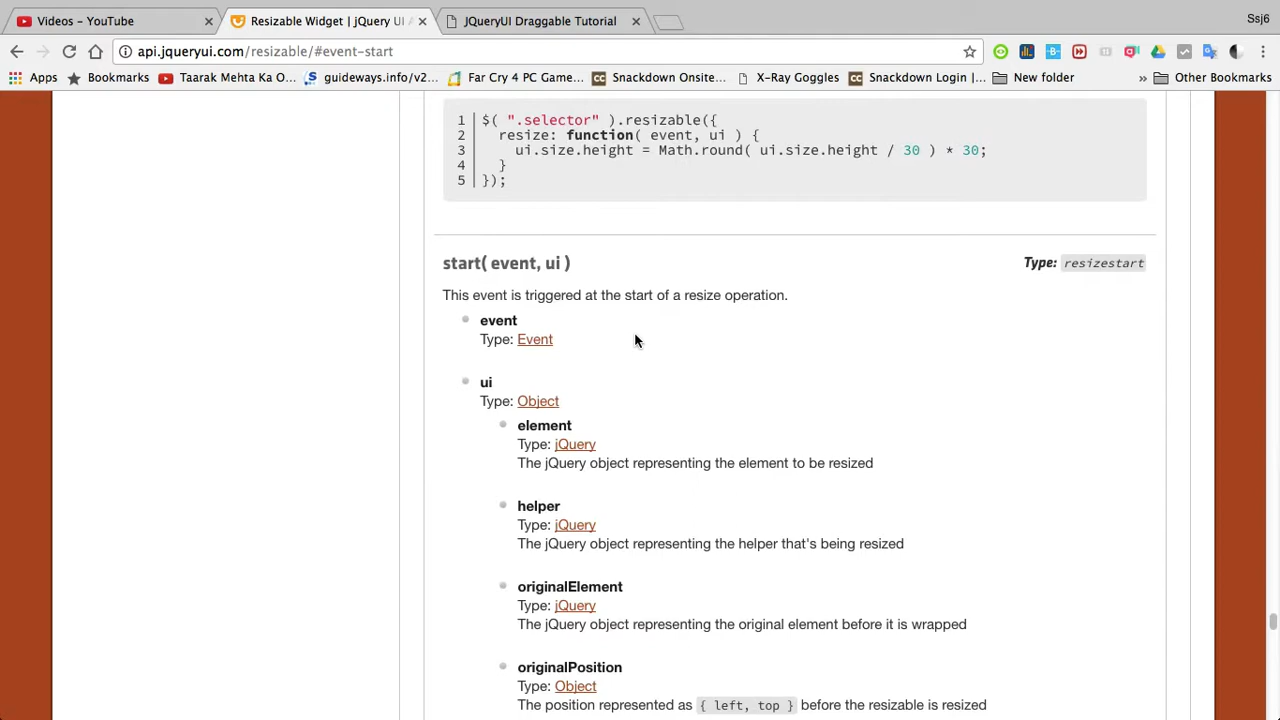 Videos - YouTube
Resizable Widget | jQuery UI A
JQueryUI Draggable Tutorial
Ssj6
api.jqueryui.com/resizable/#event-start
Apps
Bookmarks
Taarak Mehta Ka O...
guideways.info/v2...
Far Cry 4 PC Game...
Snackdown Onsite...
X-Ray Goggles
Snackdown Login |...
New folder
»
Other Bookmarks
1 $( ".selector" ).resizable({
2 resize: function( event, ui ) {
3 ui.size.height = Math.round( ui.size.height / 30 ) * 30;
4 }
5 });
start( event, ui )
Type: resizestart
This event is triggered at the start of a resize operation.
event
Type: Event
ui
Type: Object
element
Type: jQuery
The jQuery object representing the element to be resized
helper
Type: jQuery
The jQuery object representing the helper that's being resized
originalElement
Type: jQuery
The jQuery object representing the original element before it is wrapped
originalPosition
Type: Object
The position represented as { left, top } before the resizable is resized